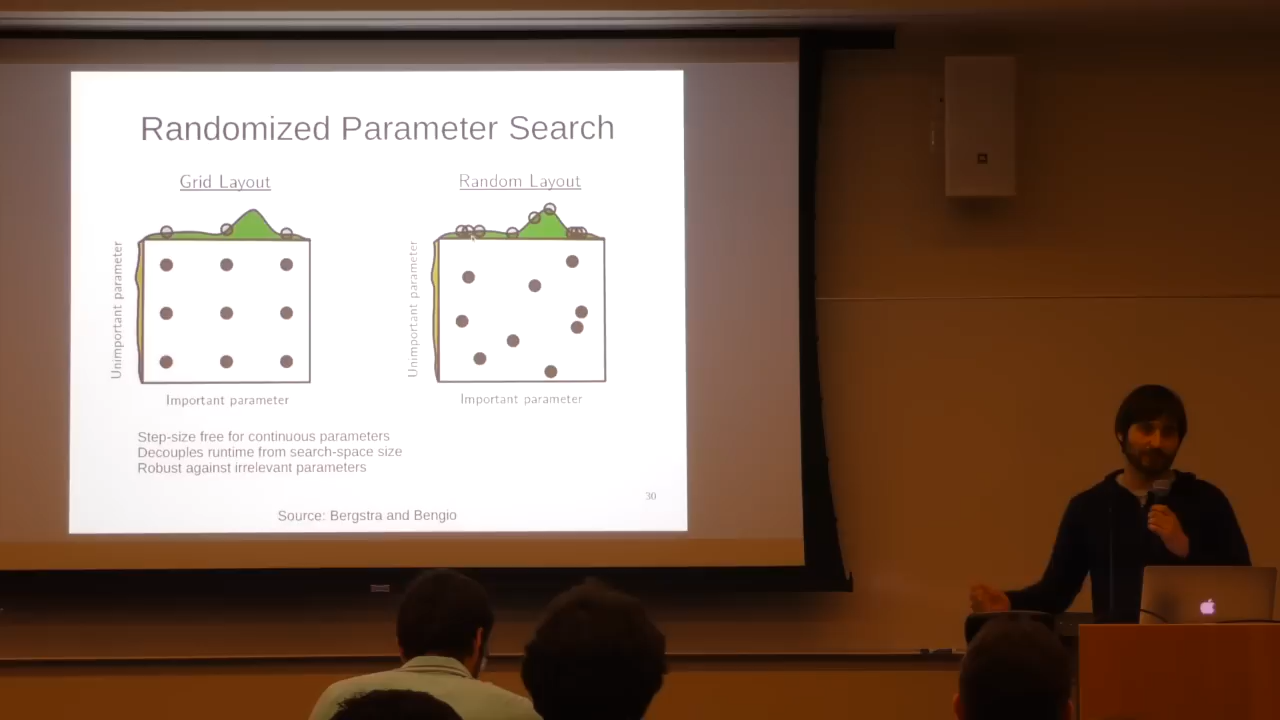 Randomized Parameter Search
Grid Layout
Random Layout
Unimportant parameter
Unimportant parameter
Important parameter
Important parameter
Step-size free for continuous parameters
Decouples runtime from search-space size
Robust against irrelevant parameters
30
Source: Bergstra and Bengio